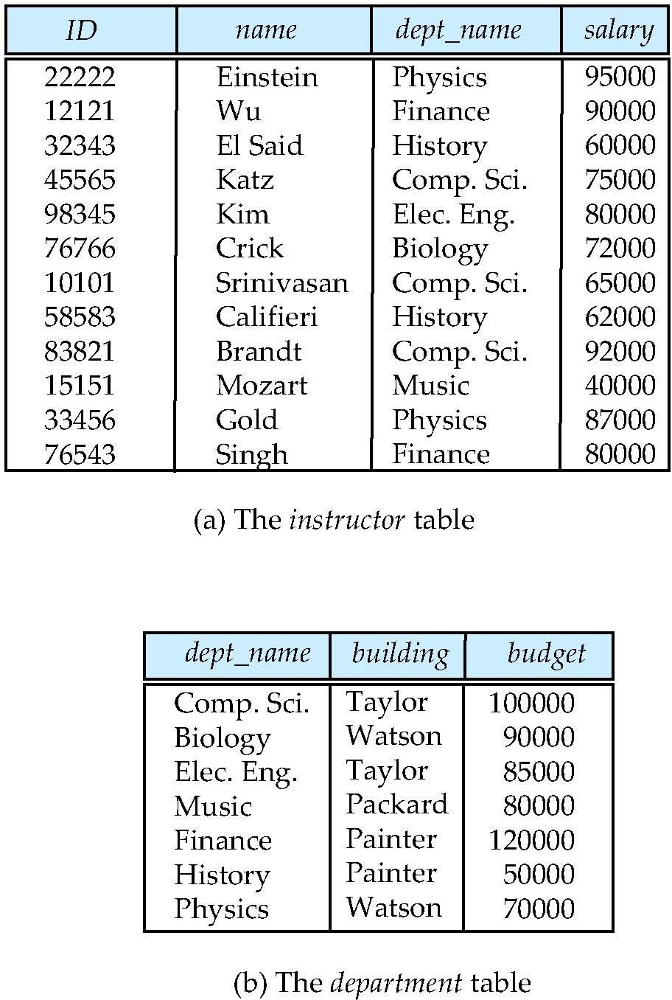 ID name dept_name salary
22222 Einstein Physics 95000
12121 Wu Finance 90000
32343 El Said History 60000
45565 Katz Comp. Sci. 75000
98345 Kim Elec. Eng. 80000
76766 Crick Biology 72000
10101 Srinivasan Comp. Sci. 65000
58583 Califieri History 62000
83821 Brandt Comp. Sci. 92000
15151 Mozart Music 40000
33456 Gold Physics 87000
76543 Singh Finance 80000
(a) The instructor table
dept_name building budget
Comp. Sci. Taylor 100000
Biology Watson 90000
Elec. Eng. Taylor 85000
Music Packard 80000
Finance Painter 120000
History Painter 50000
Physics Watson 70000
(b) The department table